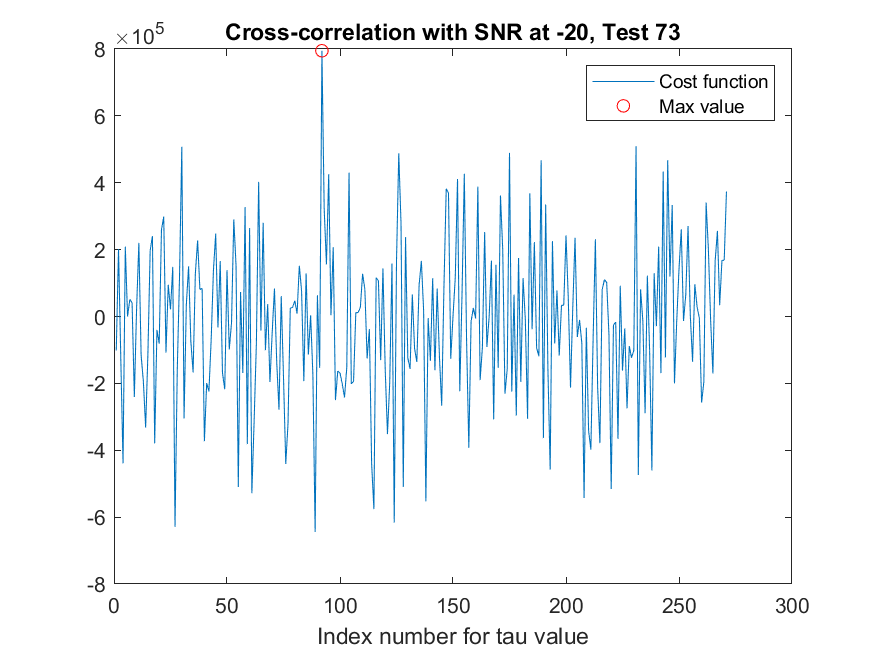 Cross-correlation with SNR at -20, Test 73
×10^5
Cost function
Max value
8
6
4
2
0
-2
-4
-6
-8
0 50 100 150 200 250 300
Index number for tau value